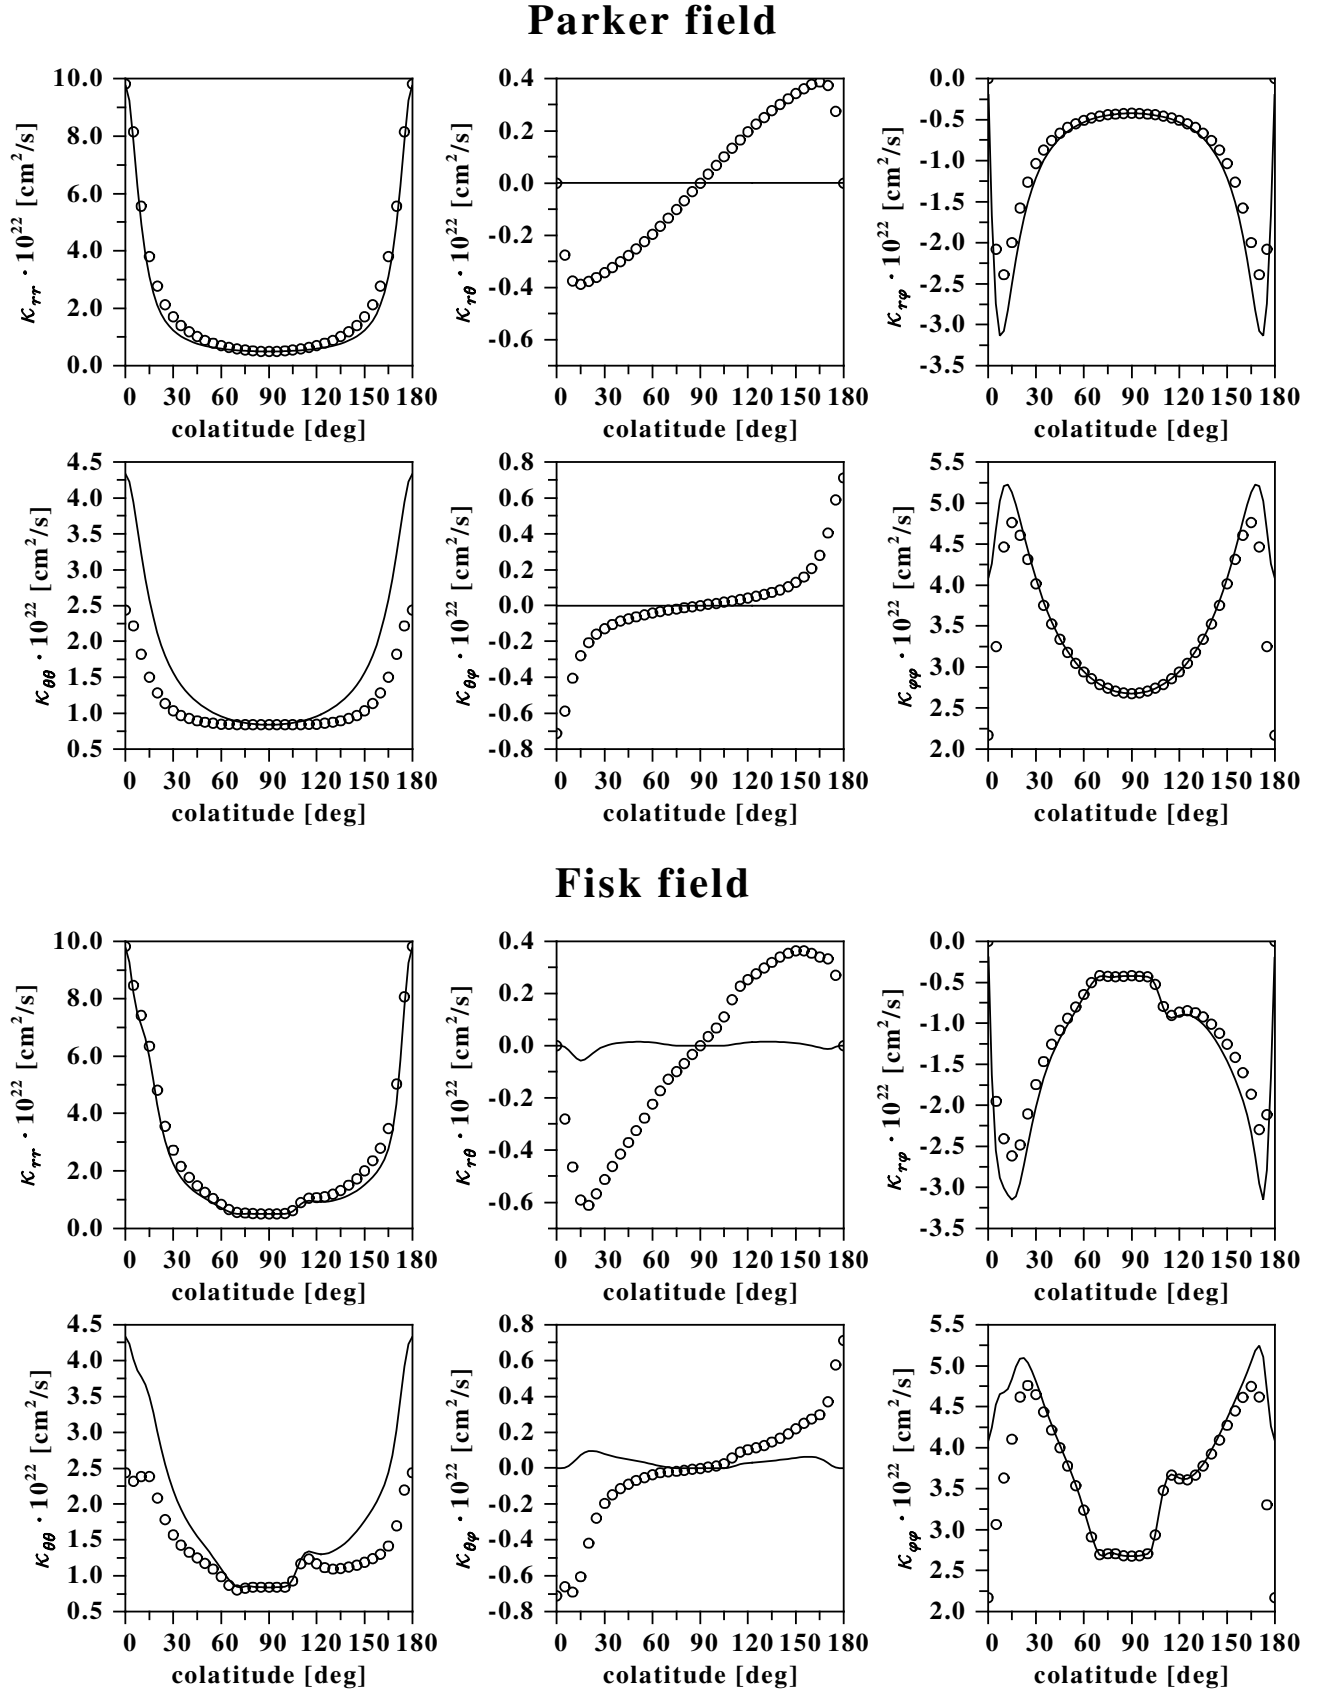 Parker field
κrr · 10^22 [cm^2/s]
10.0
8.0
6.0
4.0
2.0
0.0
0 30 60 90 120 150 180
colatitude [deg]
κrθ · 10^22 [cm^2/s]
0.4
0.2
0.0
-0.2
-0.4
-0.6
0 30 60 90 120 150 180
colatitude [deg]
κrφ · 10^22 [cm^2/s]
0.0
-0.5
-1.0
-1.5
-2.0
-2.5
-3.0
-3.5
0 30 60 90 120 150 180
colatitude [deg]
κθθ · 10^22 [cm^2/s]
4.5
4.0
3.5
3.0
2.5
2.0
1.5
1.0
0.5
0 30 60 90 120 150 180
colatitude [deg]
κθφ · 10^22 [cm^2/s]
0.8
0.6
0.4
0.2
0.0
-0.2
-0.4
-0.6
-0.8
0 30 60 90 120 150 180
colatitude [deg]
κφφ · 10^22 [cm^2/s]
5.5
5.0
4.5
4.0
3.5
3.0
2.5
2.0
0 30 60 90 120 150 180
colatitude [deg]
Fisk field
κrr · 10^22 [cm^2/s]
10.0
8.0
6.0
4.0
2.0
0.0
0 30 60 90 120 150 180
colatitude [deg]
κrθ · 10^22 [cm^2/s]
0.4
0.2
0.0
-0.2
-0.4
-0.6
0 30 60 90 120 150 180
colatitude [deg]
κrφ · 10^22 [cm^2/s]
0.0
-0.5
-1.0
-1.5
-2.0
-2.5
-3.0
-3.5
0 30 60 90 120 150 180
colatitude [deg]
κθθ · 10^22 [cm^2/s]
4.5
4.0
3.5
3.0
2.5
2.0
1.5
1.0
0.5
0 30 60 90 120 150 180
colatitude [deg]
κθφ · 10^22 [cm^2/s]
0.8
0.6
0.4
0.2
0.0
-0.2
-0.4
-0.6
-0.8
0 30 60 90 120 150 180
colatitude [deg]
κφφ · 10^22 [cm^2/s]
5.5
5.0
4.5
4.0
3.5
3.0
2.5
2.0
0 30 60 90 120 150 180
colatitude [deg]